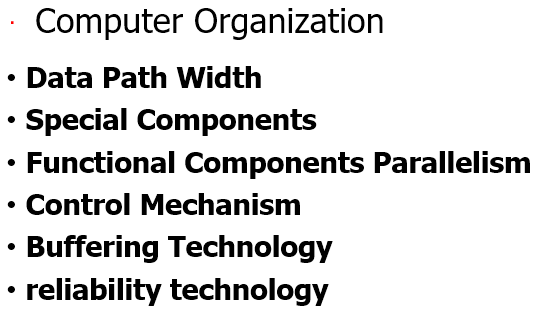 · Computer Organization
• Data Path Width
• Special Components
• Functional Components Parallelism
• Control Mechanism
• Buffering Technology
• reliability technology